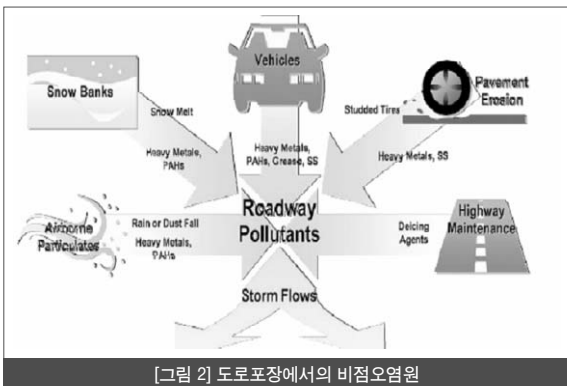 Vehicles
Snow Banks
Pavement
Erosion
Snow Melt
Studded Tires
Heavy Metals,
PAHs
Heavy Metals,
PAHs, Grease, SS
Heavy Metals, SS
Airborne
Particulates
Rain or Dust Fall
Heavy Metals,
PAHs
Roadway
Pollutants
Deicing
Agents
Highway
Maintenance
Storm Flows
[그림 2] 도로포장에서의 비점오염원